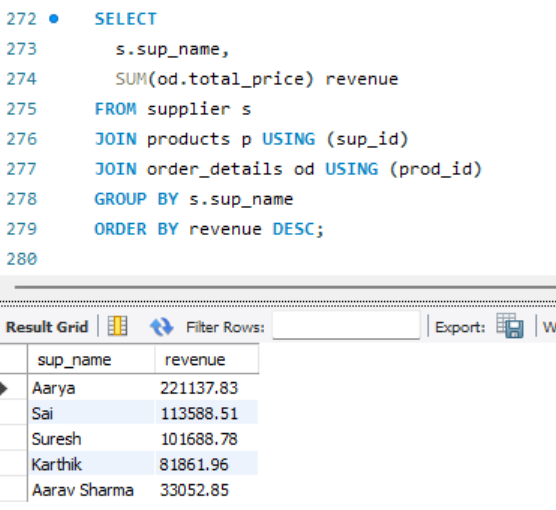 272 SELECT
273 s.sup_name,
274 SUM(od.total_price) revenue
275 FROM supplier s
276 JOIN products p USING (sup_id)
277 JOIN order_details od USING (prod_id)
278 GROUP BY s.sup_name
279 ORDER BY revenue DESC;
280
Result Grid Filter Rows: Export: W
sup_name revenue
Aarya 221137.83
Sai 113588.51
Suresh 101688.78
Karthik 81861.96
Aarav Sharma 33052.85